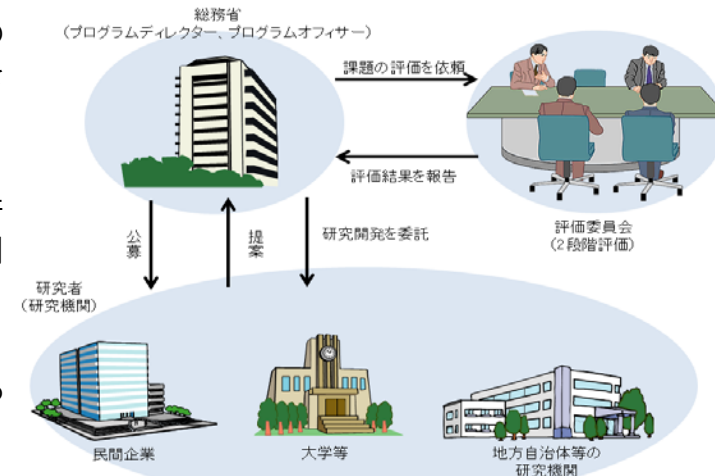 総務省
（プログラムディレクター、プログラムオフィサー）
課題の評価を依頼
評価結果を報告
評価委員会
（2段階評価）
公募
提案
研究開発を委託
研究者
（研究機関）
民間企業
大学等
地方自治体等の
研究機関